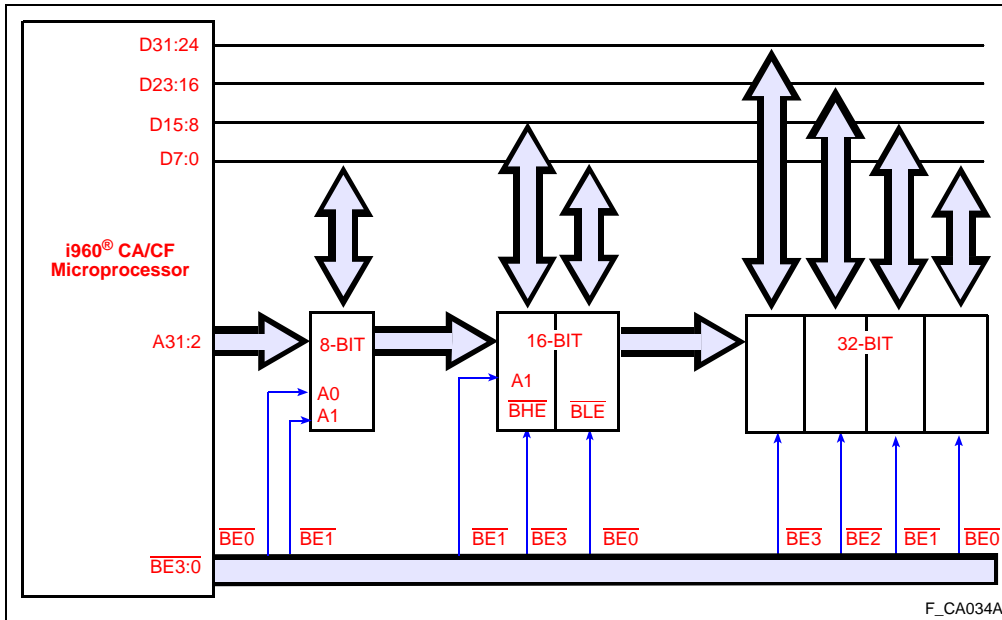 D31:24
D23:16
D15:8
D7:0
i960® CA/CF
Microprocessor
A31:2
8-BIT
16-BIT
32-BIT
A0
A1
A1
BHE
BLE
BE0
BE1
BE1
BE3
BE0
BE3
BE2
BE1
BE0
BE3:0
F_CA034A